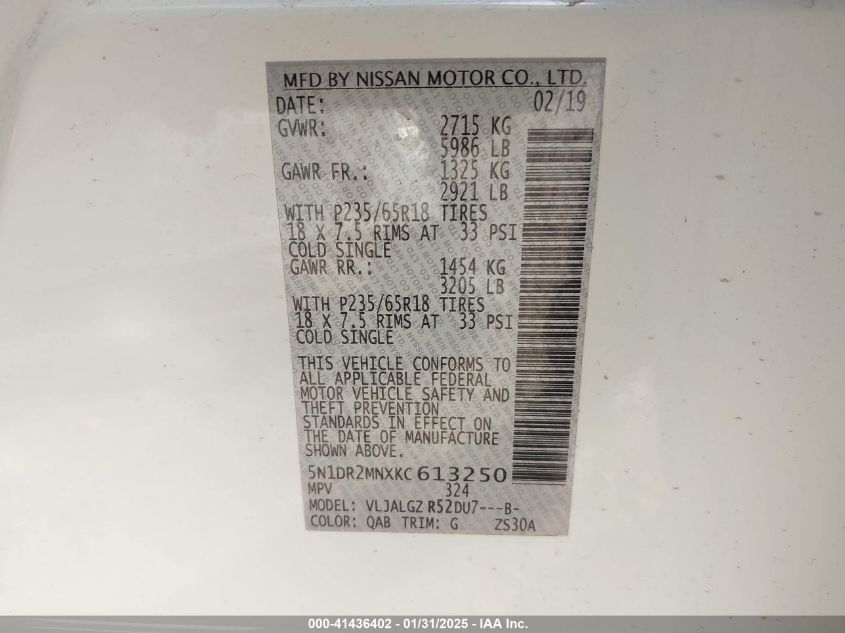 MFD BY NISSAN MOTOR CO., LTD.
DATE: 02/19
GVWR: 2715 KG
5986 LB
GAWR FR.: 1325 KG
2921 LB
WITH P235/65R18 TIRES
18 X 7.5 RIMS AT 33 PSI
COLD SINGLE
GAWR RR.: 1454 KG
3205 LB
WITH P235/65R18 TIRES
18 X 7.5 RIMS AT 33 PSI
COLD SINGLE
THIS VEHICLE CONFORMS TO
ALL APPLICABLE FEDERAL
MOTOR VEHICLE SAFETY AND
THEFT PREVENTION
STANDARDS IN EFFECT ON
THE DATE OF MANUFACTURE
SHOWN ABOVE.
5N1DR2MNXKC613250
MPV 324
MODEL: VLJALGZ R52DU7---B-
COLOR: QAB TRIM: G ZS30A
000-41436402 - 01/31/2025 - IAA Inc.